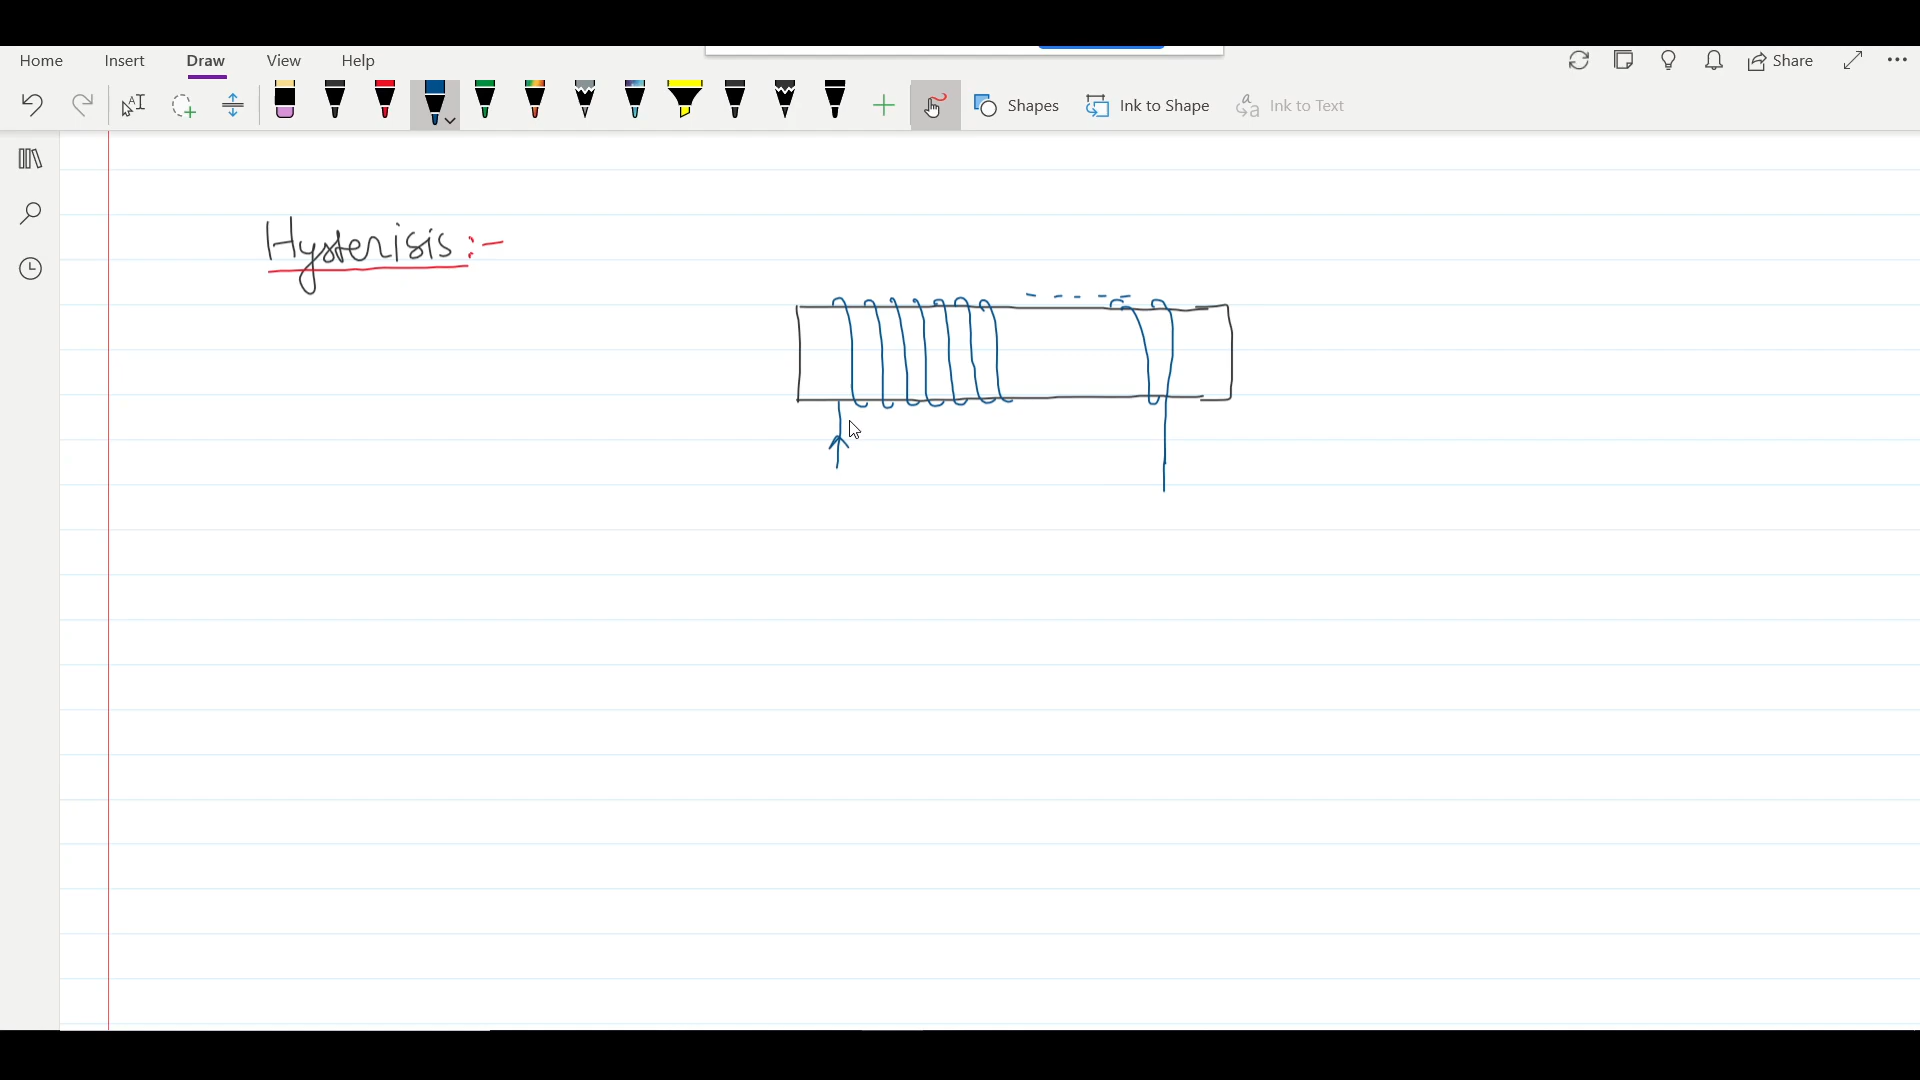 Home Insert Draw View Help Share
Shapes Ink to Shape Ink to Text
Hysterisis :-